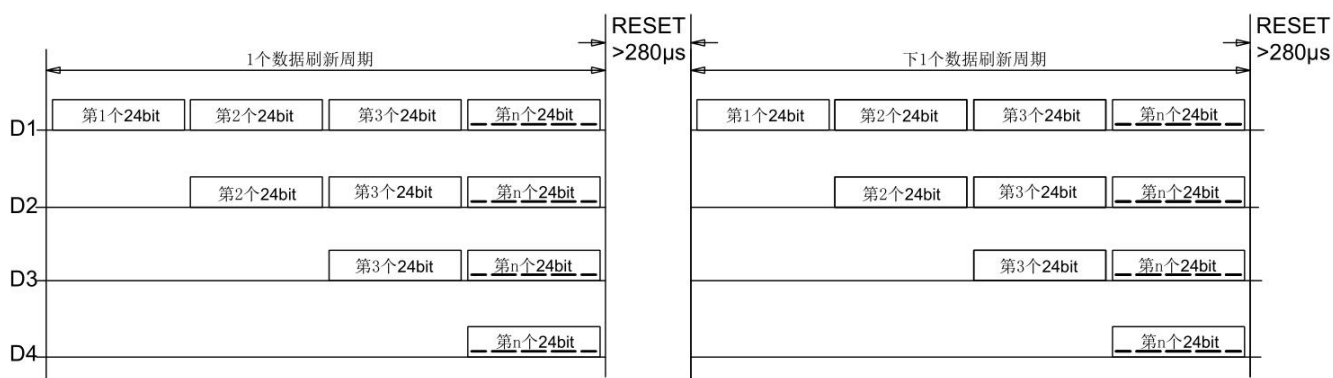 RESET
>280μs
RESET
>280μs
1个数据刷新周期
下1个数据刷新周期
D1
第1个24bit
第2个24bit
第3个24bit
第n个24bit
第1个24bit
第2个24bit
第3个24bit
第n个24bit
D2
第2个24bit
第3个24bit
第n个24bit
第2个24bit
第3个24bit
第n个24bit
D3
第3个24bit
第n个24bit
第3个24bit
第n个24bit
D4
第n个24bit
第n个24bit